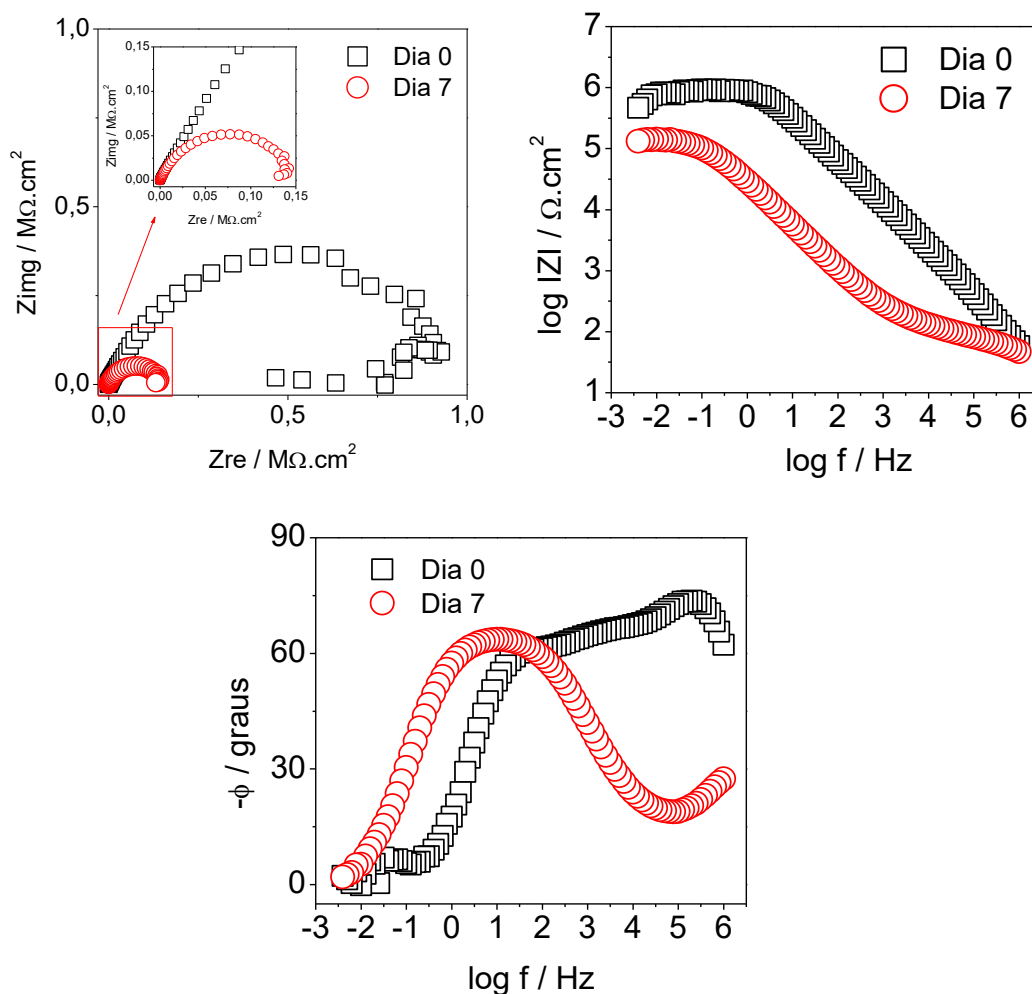 1,0
0,5
0,0
0,0
0,5
1,0
Zimg / MΩ.cm²
Zre / MΩ.cm²
Dia 0
Dia 7
0,15
0,10
0,05
0,00
0,00
0,05
0,10
0,15
Zimg / MΩ.cm²
Zre / MΩ.cm²
7
6
5
4
3
2
1
-3 -2 -1 0 1 2 3 4 5 6
log |Z| / Ω.cm²
log f / Hz
Dia 0
Dia 7
90
60
30
0
-3 -2 -1 0 1 2 3 4 5 6
-ϕ / graus
log f / Hz
Dia 0
Dia 7